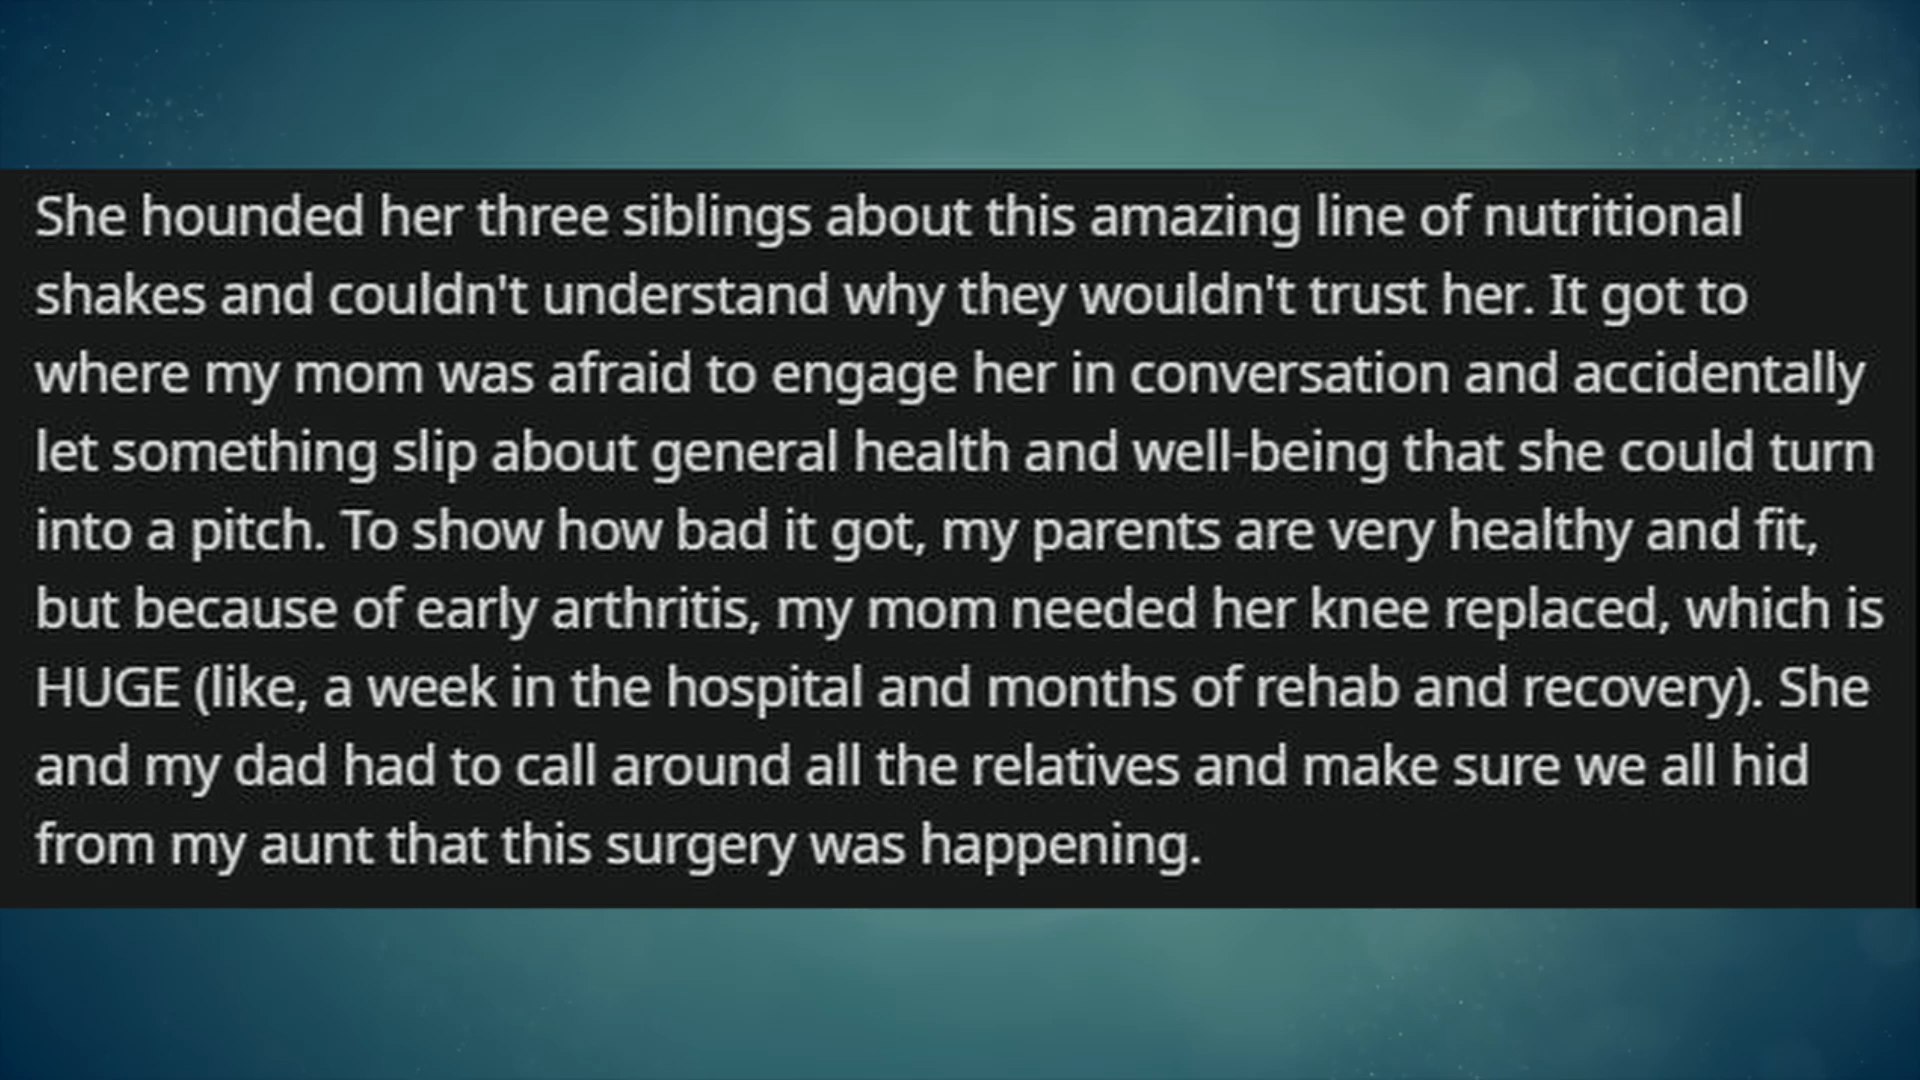 She hounded her three siblings about this amazing line of nutritional
shakes and couldn't understand why they wouldn't trust her. It got to
where my mom was afraid to engage her in conversation and accidentally
let something slip about general health and well-being that she could turn
into a pitch. To show how bad it got, my parents are very healthy and fit,
but because of early arthritis, my mom needed her knee replaced, which is
HUGE (like, a week in the hospital and months of rehab and recovery). She
and my dad had to call around all the relatives and make sure we all hid
from my aunt that this surgery was happening.